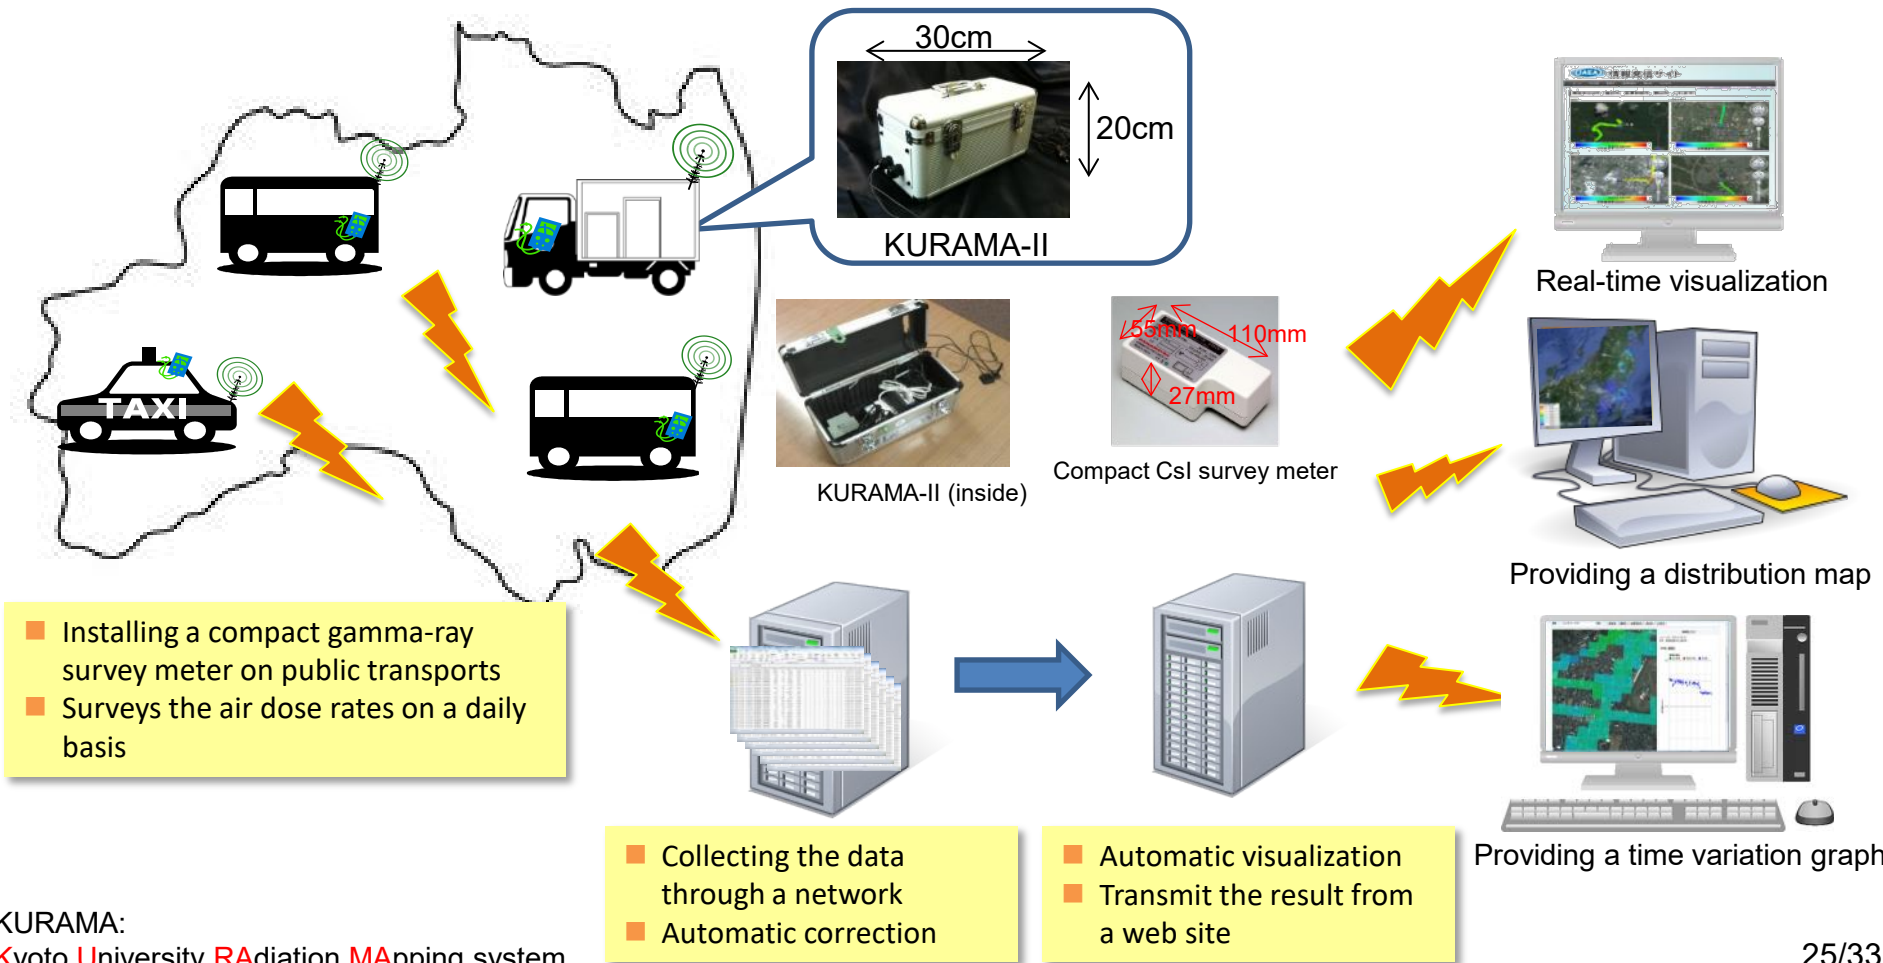 30cm
20cm
KURAMA-II
TAXI
55mm
110mm
27mm
KURAMA-II (inside)
Compact CsI survey meter
Real-time visualization
Providing a distribution map
Providing a time variation graph
Installing a compact gamma-ray
survey meter on public transports
Surveys the air dose rates on a daily
basis
Collecting the data
through a network
Automatic correction
Automatic visualization
Transmit the result from
a web site
KURAMA:
Kyoto University RAdiation MApping system
25/33